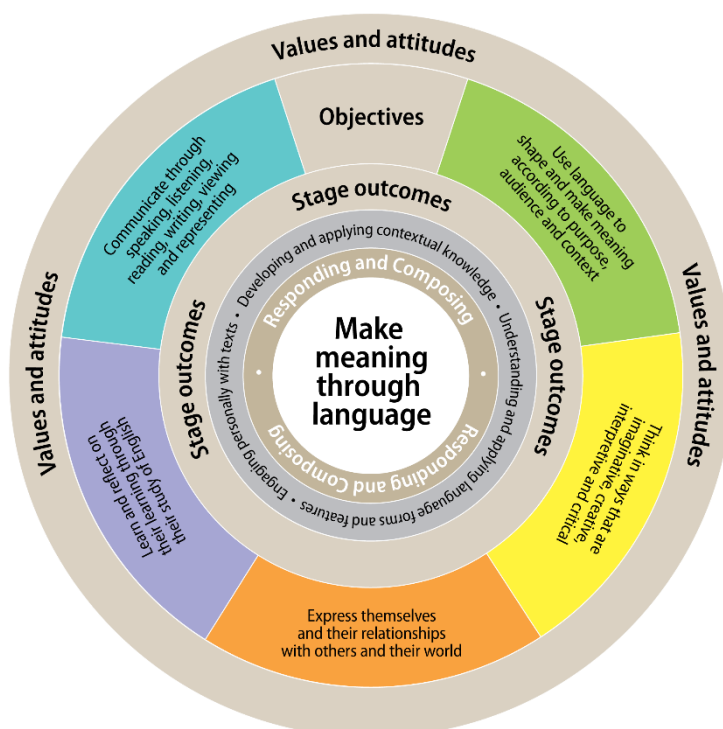 Values and attitudes
Objectives
Communicate through
speaking, listening,
reading, writing, viewing
and representing
Use language to
shape and make meaning
according to purpose,
audience and context
Stage outcomes
Developing and applying contextual knowledge • Understanding and applying language forms and features • Engaging personally with texts •
Responding and Composing
•
Make
meaning
through
language
•
Responding and Composing
Values and attitudes
Stage outcomes
Stage outcomes
Values and attitudes
Learn and reflect on
their learning through
their study of English
Think in ways that are
imaginative, creative,
interpretive and critical
Express themselves
and their relationships
with others and their world